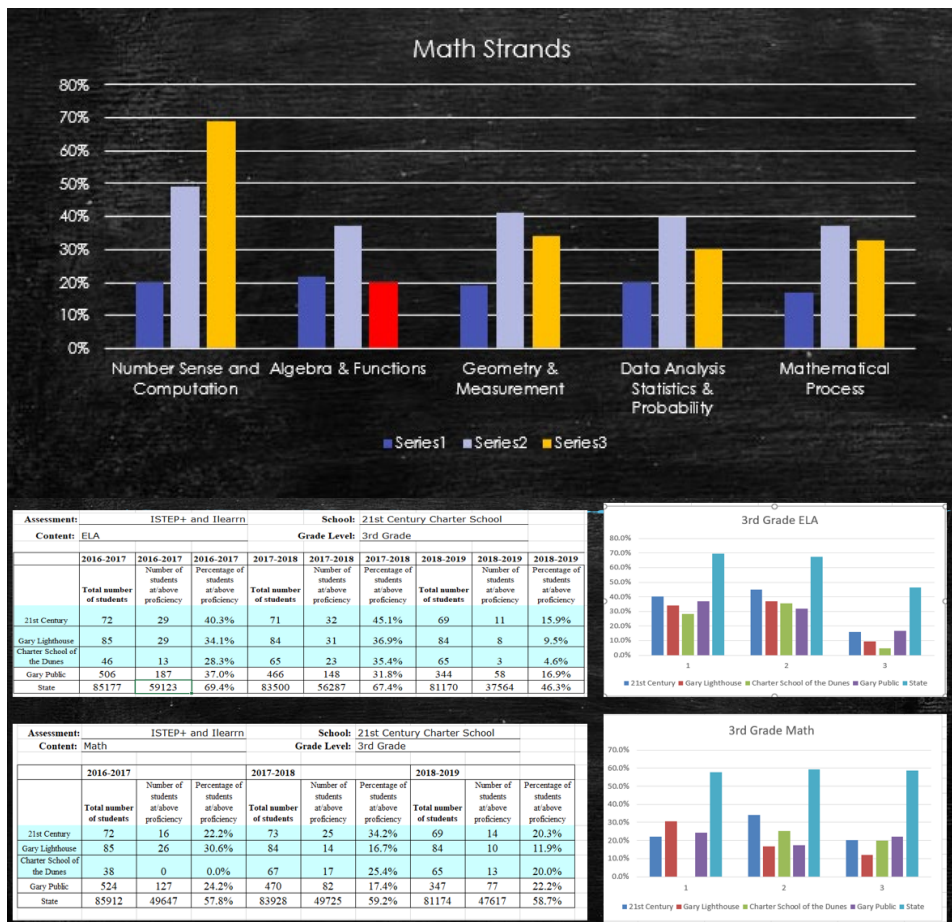 Math Strands
80%
70%
60%
50%
40%
30%
20%
10%
0%
Number Sense and Computation
Algebra & Functions
Geometry & Measurement
Data Analysis Statistics & Probability
Mathematical Process
Series1 Series2 Series3
Assessment: ISTEP+ and Ilearrn School: 21st Century Charter School
Content: ELA Grade Level: 3rd Grade
2016-2017 2016-2017 2016-2017 2017-2018 2017-2018 2017-2018 2018-2019 2018-2019 2018-2019
Total number of students Number of students at/above proficiency Percentage of students at/above proficiency Total number of students Number of students at/above proficiency Percentage of students at/above proficiency Total number of students Number of students at/above proficiency Percentage of students at/above proficiency
21st Century 72 29 40.3% 71 32 45.1% 69 11 15.9%
Gary Lighthouse 85 29 34.1% 84 31 36.9% 84 8 9.5%
Charter School of the Dunes 46 13 28.3% 65 23 35.4% 65 3 4.6%
Gary Public 506 187 37.0% 466 148 31.8% 344 58 16.9%
State 85177 59123 69.4% 83500 56287 67.4% 81170 37564 46.3%
3rd Grade ELA
80.0%
70.0%
60.0%
50.0%
40.0%
30.0%
20.0%
10.0%
0.0%
1 2 3
21st Century Gary Lighthouse Charter School of the Dunes Gary Public State
Assessment: ISTEP+ and Ilearrn School: 21st Century Charter School
Content: Math Grade Level: 3rd Grade
2016-2017 2017-2018 2018-2019
Total number of students Number of students at/above proficiency Percentage of students at/above proficiency Total number of students Number of students at/above proficiency Percentage of students at/above proficiency Total number of students Number of students at/above proficiency Percentage of students at/above proficiency
21st Century 72 16 22.2% 73 25 34.2% 69 14 20.3%
Gary Lighthouse 85 26 30.6% 84 14 16.7% 84 10 11.9%
Charter School of the Dunes 38 0 0.0% 67 17 25.4% 65 13 20.0%
Gary Public 524 127 24.2% 470 82 17.4% 347 77 22.2%
State 85912 49647 57.8% 83928 49725 59.2% 81174 47617 58.7%
3rd Grade Math
70.0%
60.0%
50.0%
40.0%
30.0%
20.0%
10.0%
0.0%
1 2 3
21st Century Gary Lighthouse Charter School of the Dunes Gary Public State